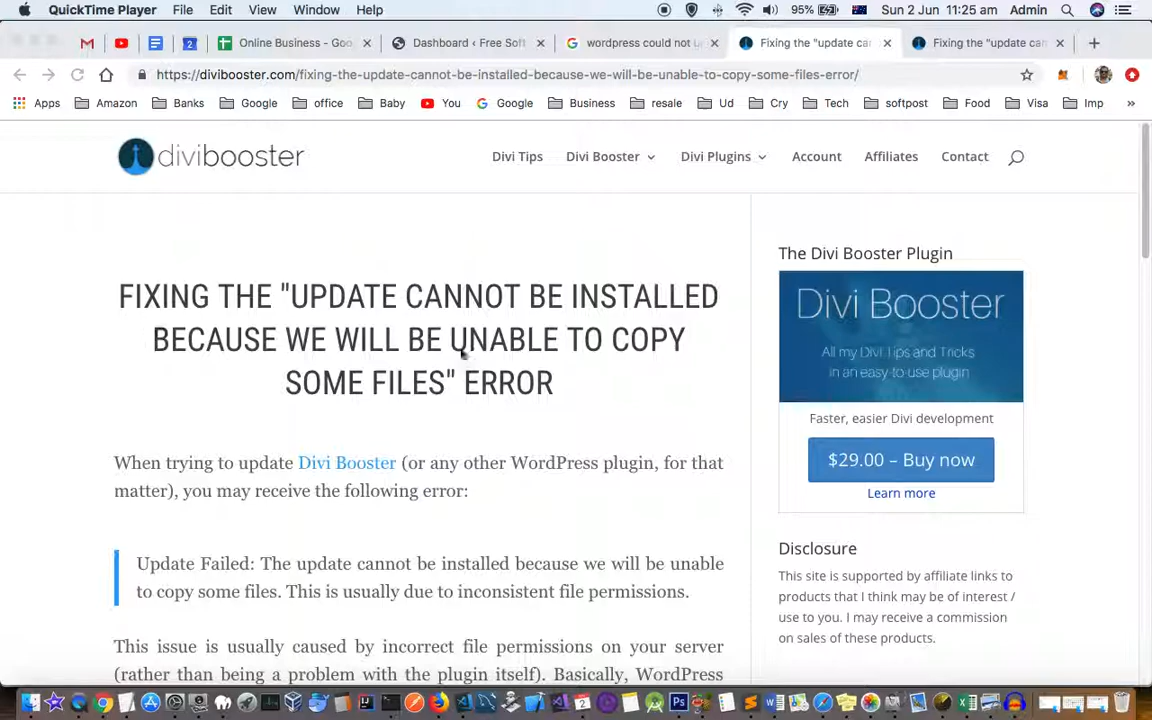 QuickTime Player File Edit View Window Help 95% Sun 2 Jun 11:25 am Admin
2 Online Business - Goo Dashboard ‹ Free Soft wordpress could not u Fixing the "update can Fixing the "update can
https://divibooster.com/fixing-the-update-cannot-be-installed-because-we-will-be-unable-to-copy-some-files-error/
Apps Amazon Banks Google office Baby You Google Business resale Ud Cry Tech softpost Food Visa Imp »
divibooster
Divi Tips Divi Booster Divi Plugins Account Affiliates Contact
FIXING THE "UPDATE CANNOT BE INSTALLED
BECAUSE WE WILL BE UNABLE TO COPY
SOME FILES" ERROR
When trying to update Divi Booster (or any other WordPress plugin, for that
matter), you may receive the following error:
Update Failed: The update cannot be installed because we will be unable
to copy some files. This is usually due to inconsistent file permissions.
This issue is usually caused by incorrect file permissions on your server
(rather than being a problem with the plugin itself). Basically, WordPress
The Divi Booster Plugin
Divi Booster
All my Divi Tips and Tricks
in an easy to use plugin
Faster, easier Divi development
$29.00 – Buy now
Learn more
Disclosure
This site is supported by affiliate links to
products that I think may be of interest /
use to you. I may receive a commission
on sales of these products.